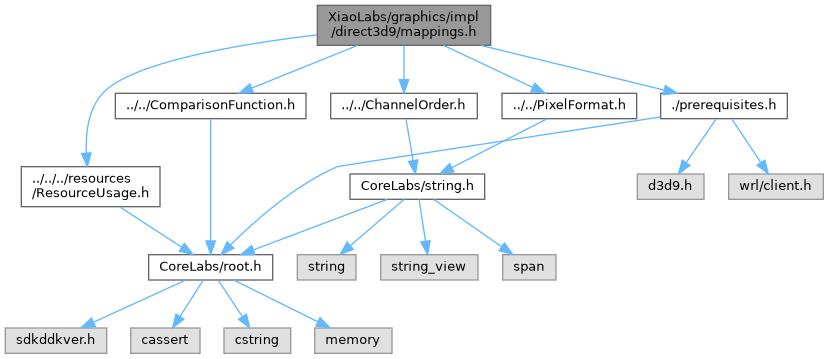 XiaoLabs/graphics/impl
/direct3d9/mappings.h
../../ComparisonFunction.h
../../ChannelOrder.h
../../PixelFormat.h
./prerequisites.h
../../../resources
/ResourceUsage.h
CoreLabs/string.h
d3d9.h
wrl/client.h
CoreLabs/root.h
string
string_view
span
sdkddkver.h
cassert
cstring
memory